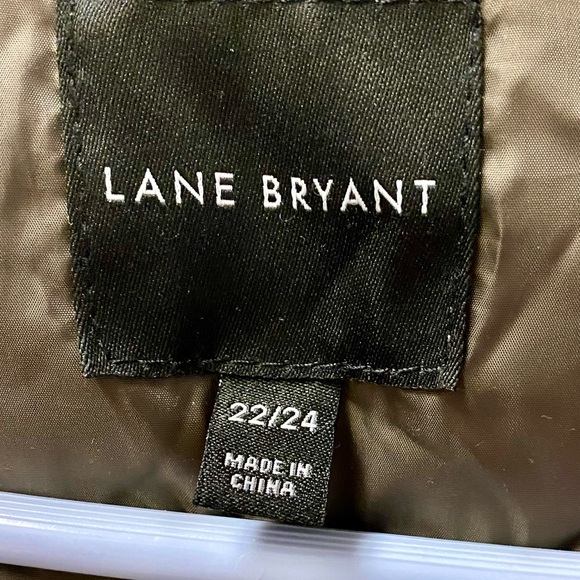 LANE BRYANT
22/24
MADE IN
CHINA